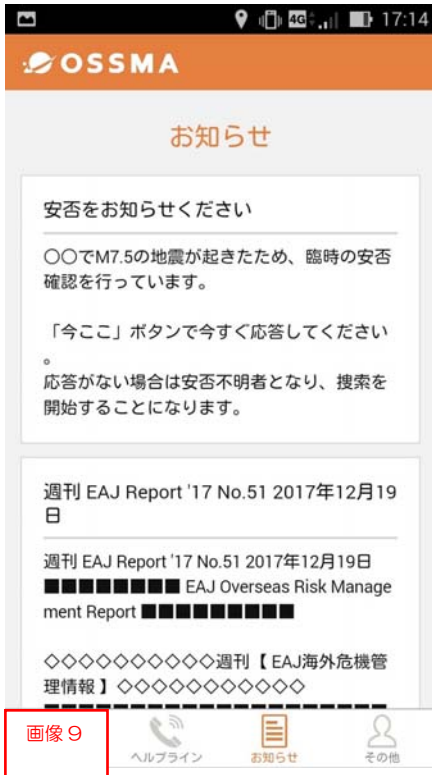 4G 17:14
OSSMA
お知らせ
安否をお知らせください
〇〇でM7.5の地震が起きたため、臨時の安否
確認を行っています。
「今ここ」ボタンで今すぐ応答してください
。
応答がない場合は安否不明者となり、捜索を
開始することになります。
週刊 EAJ Report '17 No.51 2017年12月19
日
週刊 EAJ Report '17 No.51 2017年12月19日
■■■■■■■■ EAJ Overseas Risk Manage
ment Report ■■■■■■■■■
◇◇◇◇◇◇◇◇◇◇週刊【 EAJ海外危機管
理情報 】◇◇◇◇◇◇◇◇◇◇◇
画像９
ヘルプライン お知らせ その他